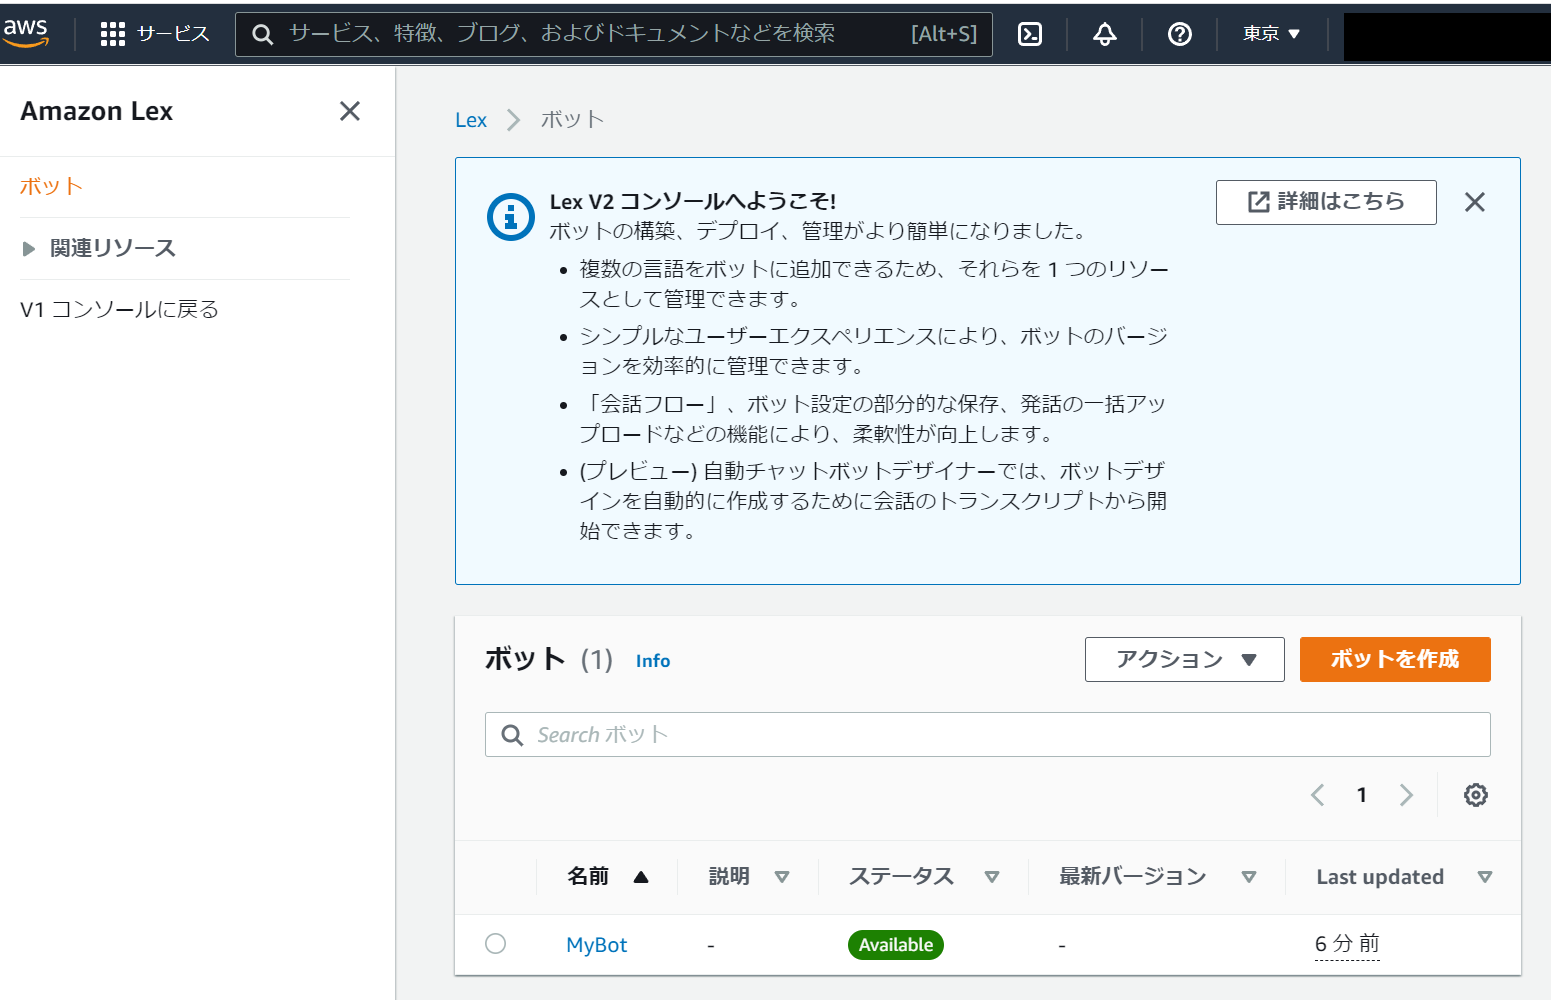 aws
サービス
サービス、特徴、ブログ、およびドキュメントなどを検索
[Alt+S]
東京
Amazon Lex
ボット
関連リソース
V1 コンソールに戻る
Lex
ボット
Lex V2 コンソールへようこそ!
詳細はこちら
ボットの構築、デプロイ、管理がより簡単になりました。
複数の言語をボットに追加できるため、それらを 1 つのリソー
スとして管理できます。
シンプルなユーザーエクスペリエンスにより、ボットのバージ
ョンを効率的に管理できます。
「会話フロー」、ボット設定の部分的な保存、発話の一括アッ
プロードなどの機能により、柔軟性が向上します。
(プレビュー) 自動チャットボットデザイナーでは、ボットデザ
インを自動的に作成するために会話のトランスクリプトから開
始できます。
ボット (1) Info
アクション
ボットを作成
Search ボット
1
名前 説明 ステータス 最新バージョン Last updated
MyBot - Available - 6 分 前